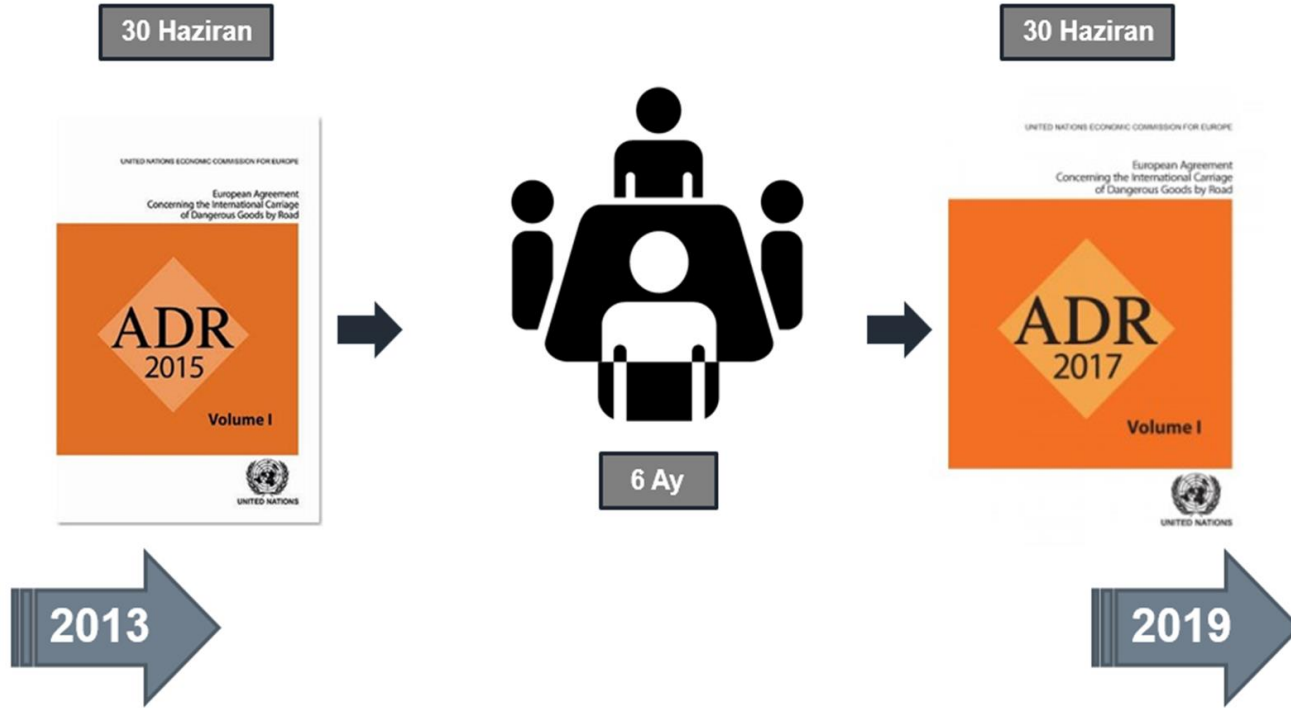 30 Haziran
30 Haziran
UNITED NATIONS ECONOMIC COMMISSION FOR EUROPE
European Agreement
Concerning the International Carriage
of Dangerous Goods by Road
ADR
2015
Volume I
UNITED NATIONS
6 Ay
UNITED NATIONS ECONOMIC COMMISSION FOR EUROPE
European Agreement
Concerning the International Carriage
of Dangerous Goods by Road
ADR
2017
Volume I
UNITED NATIONS
2013
2019